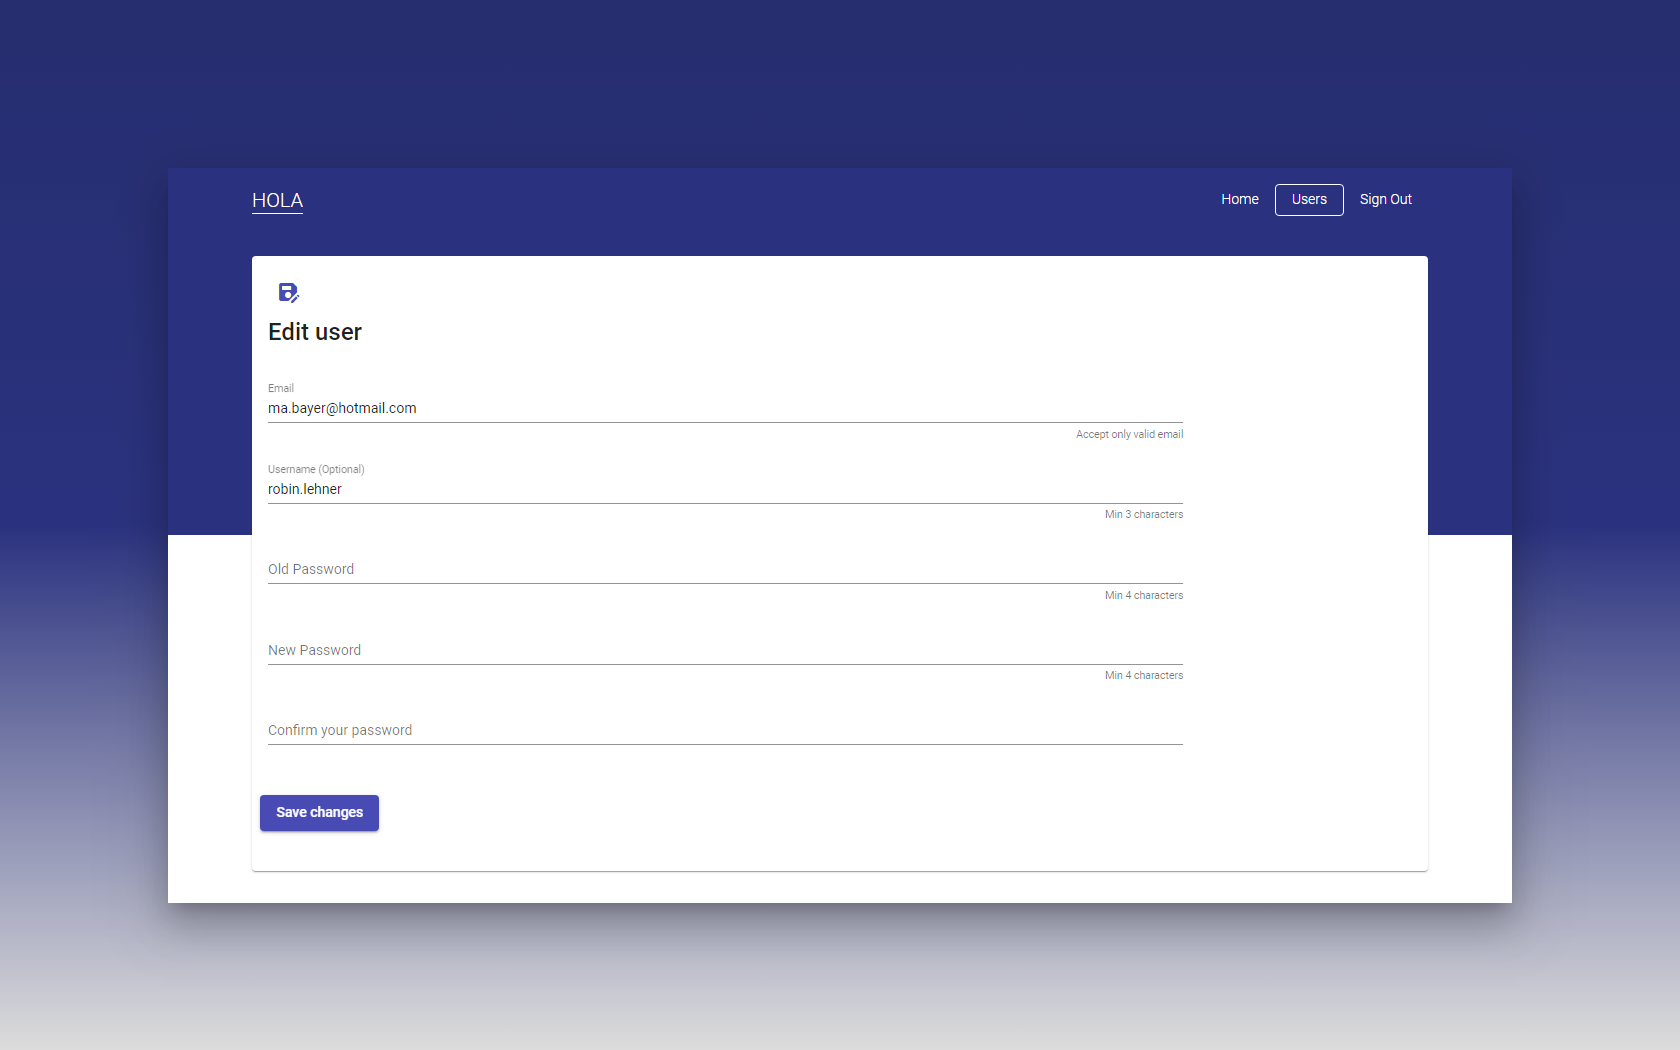 HOLA
Home
Users
Sign Out
Edit user
Email
ma.bayer@hotmail.com
Accept only valid email
Username (Optional)
robin.lehner
Min 3 characters
Old Password
Min 4 characters
New Password
Min 4 characters
Confirm your password
Save changes